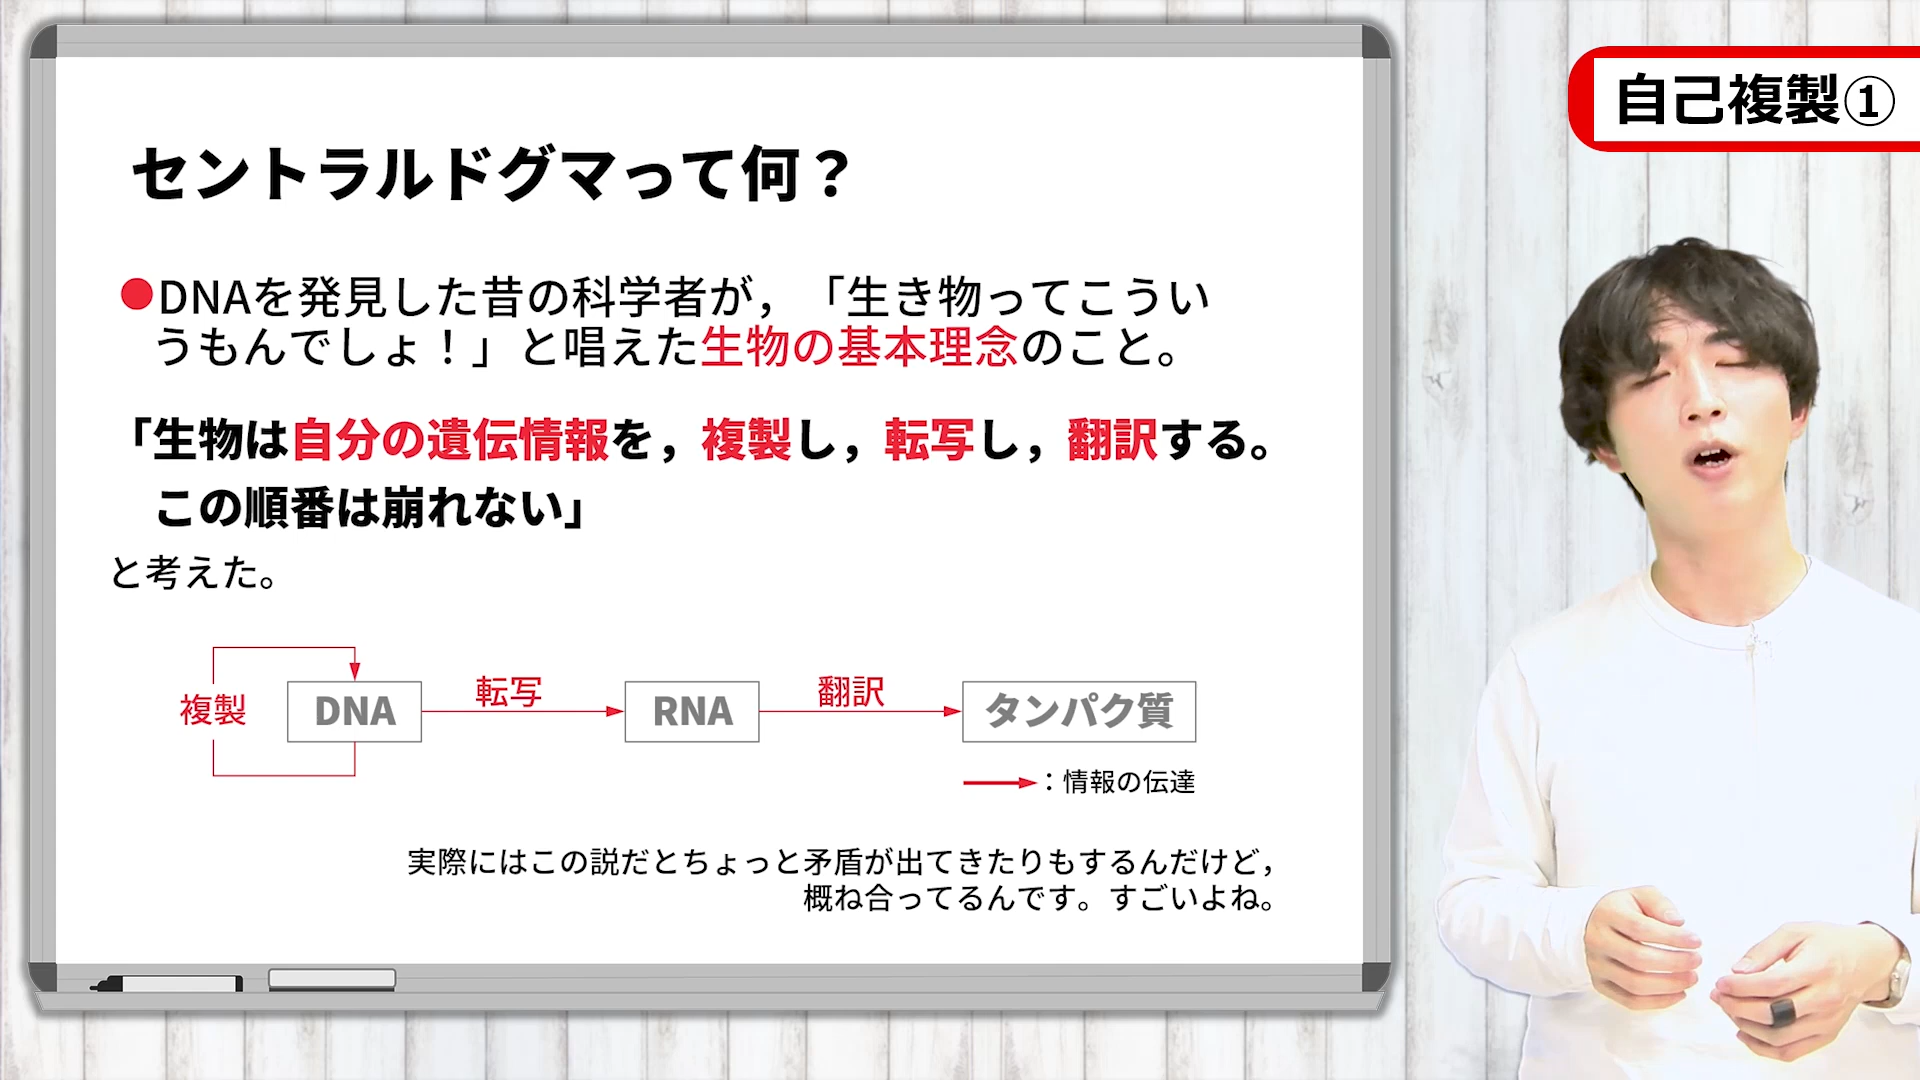 自己複製①
セントラルドグマって何？
●DNAを発見した昔の科学者が，「生き物ってこうい
うもんでしょ！」と唱えた生物の基本理念のこと。
「生物は自分の遺伝情報を，複製し，転写し，翻訳する。
この順番は崩れない」
と考えた。
複製 DNA 転写 RNA 翻訳 タンパク質
：情報の伝達
実際にはこの説だとちょっと矛盾が出てきたりもするんだけど，
概ね合ってるんです。すごいよね。